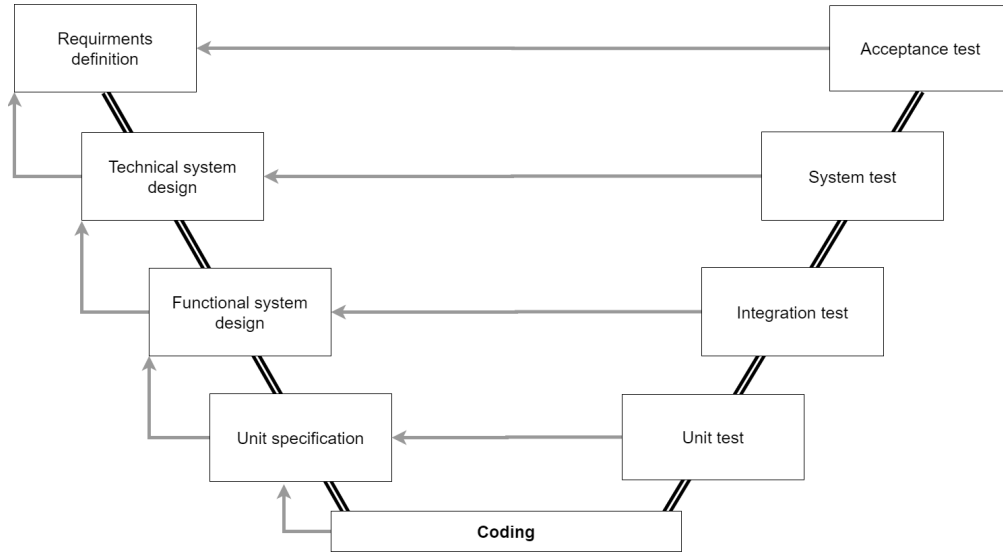 Requirments
definition
Acceptance test
Technical system
design
System test
Functional system
design
Integration test
Unit specification
Unit test
Coding